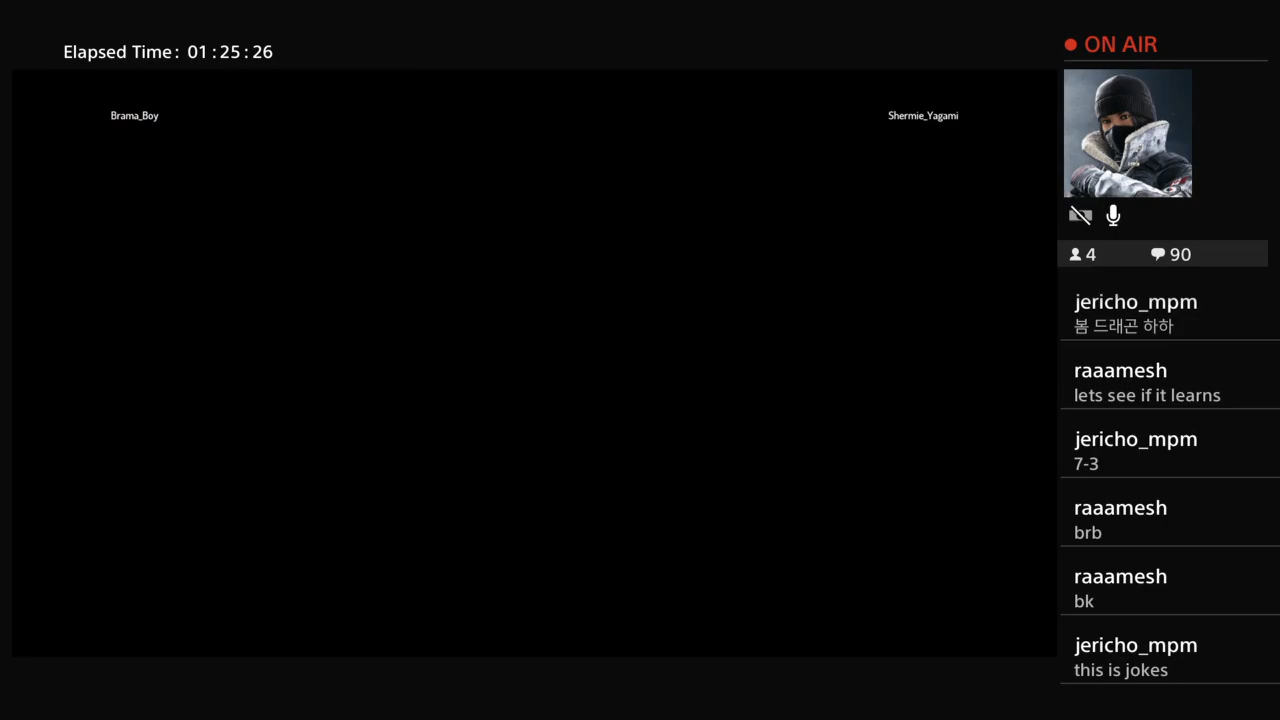 Elapsed Time: 01:25:26
ON AIR
Brama_Boy
Shermie_Yagami
4
90
jericho_mpm
봄 드래곤 하하
raaamesh
lets see if it learns
jericho_mpm
7-3
raaamesh
brb
raaamesh
bk
jericho_mpm
this is jokes